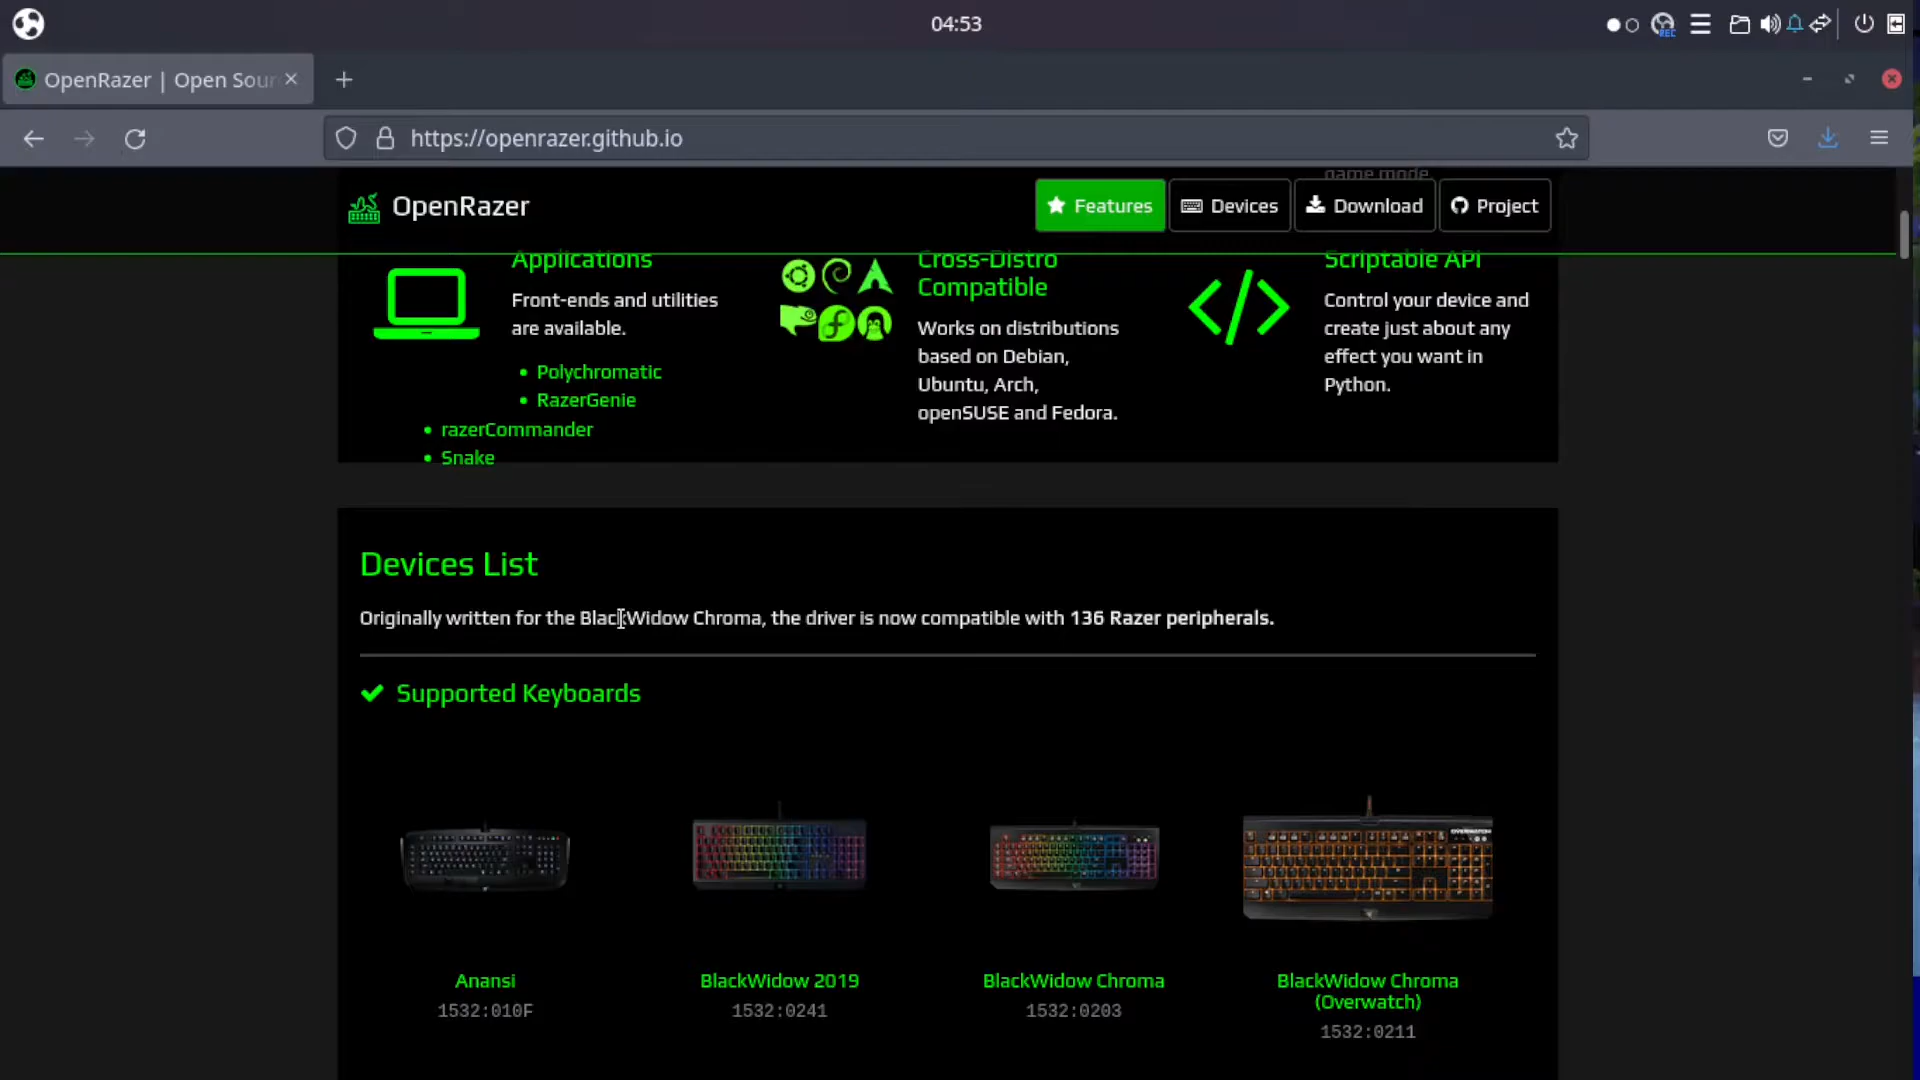 04:53
REC
OpenRazer | Open Sour
https://openrazer.github.io
game mode.
OpenRazer
Features
Devices
Download
Project
Applications
Front-ends and utilities
are available.
Polychromatic
RazerGenie
razerCommander
Snake
Cross-Distro
Compatible
Works on distributions
based on Debian,
Ubuntu, Arch,
openSUSE and Fedora.
Scriptable API
Control your device and
create just about any
effect you want in
Python.
Devices List
Originally written for the BlackWidow Chroma, the driver is now compatible with 136 Razer peripherals.
Supported Keyboards
OVERWATCH
Anansi
1532:010F
BlackWidow 2019
1532:0241
BlackWidow Chroma
1532:0203
BlackWidow Chroma
(Overwatch)
1532:0211